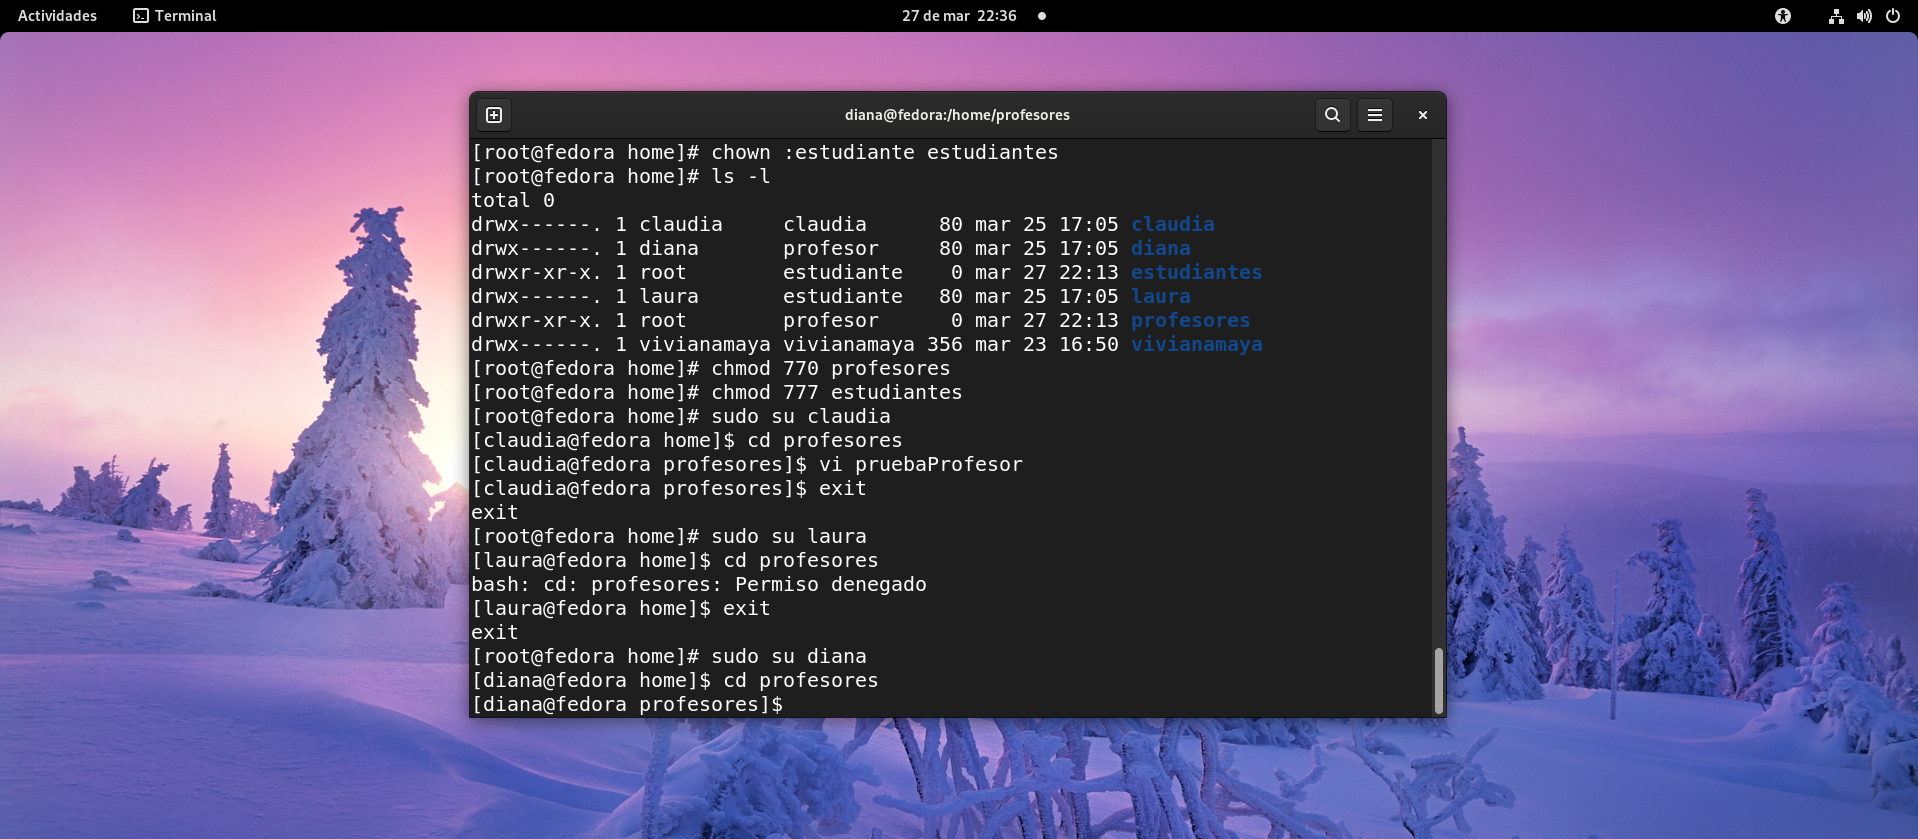 Actividades Terminal 27 de mar 22:36
diana@fedora:/home/profesores
[root@fedora home]# chown :estudiante estudiantes
[root@fedora home]# ls -l
total 0
drwx------. 1 claudia     claudia      80 mar 25 17:05 claudia
drwx------. 1 diana       profesor     80 mar 25 17:05 diana
drwxr-xr-x. 1 root        estudiante    0 mar 27 22:13 estudiantes
drwx------. 1 laura       estudiante   80 mar 25 17:05 laura
drwxr-xr-x. 1 root        profesor      0 mar 27 22:13 profesores
drwx------. 1 vivianamaya vivianamaya 356 mar 23 16:50 vivianamaya
[root@fedora home]# chmod 770 profesores
[root@fedora home]# chmod 777 estudiantes
[root@fedora home]# sudo su claudia
[claudia@fedora home]$ cd profesores
[claudia@fedora profesores]$ vi pruebaProfesor
[claudia@fedora profesores]$ exit
exit
[root@fedora home]# sudo su laura
[laura@fedora home]$ cd profesores
bash: cd: profesores: Permiso denegado
[laura@fedora home]$ exit
exit
[root@fedora home]# sudo su diana
[diana@fedora home]$ cd profesores
[diana@fedora profesores]$